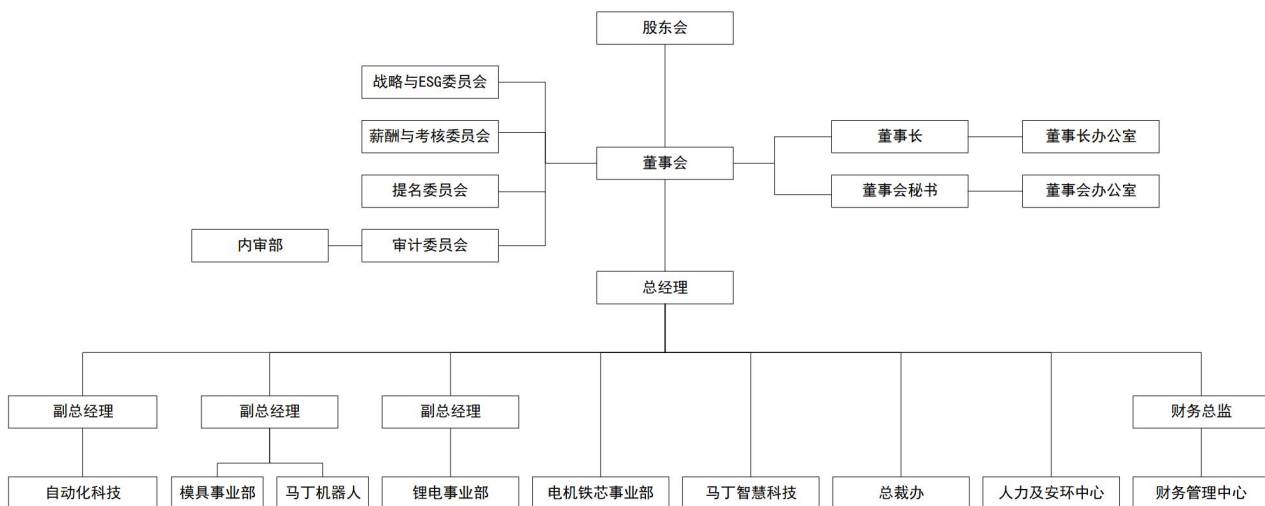 股东会
战略与ESG委员会
薪酬与考核委员会
董事长
董事长办公室
董事会
提名委员会
董事会秘书
董事会办公室
内审部
审计委员会
总经理
副总经理
副总经理
副总经理
财务总监
自动化科技
模具事业部
马丁机器人
锂电事业部
电机铁芯事业部
马丁智慧科技
总裁办
人力及安环中心
财务管理中心